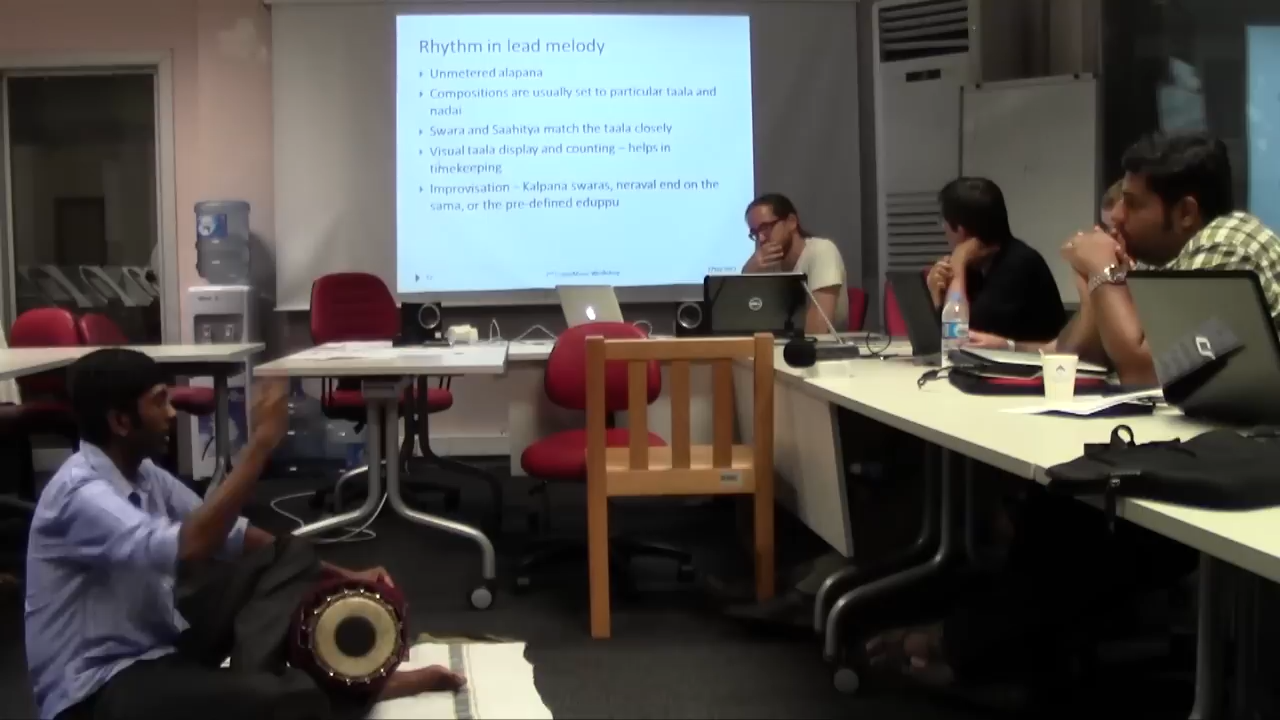 Rhythm in lead melody
Unmetered alapana
Compositions are usually set to particular taala and
nadai
Swara and Saahitya match the taala closely
Visual taala display and counting – helps in
timekeeping
Improvisation – Kalpana swaras, neraval end on the
sama, or the pre-defined eduppu
Workshop
DELL